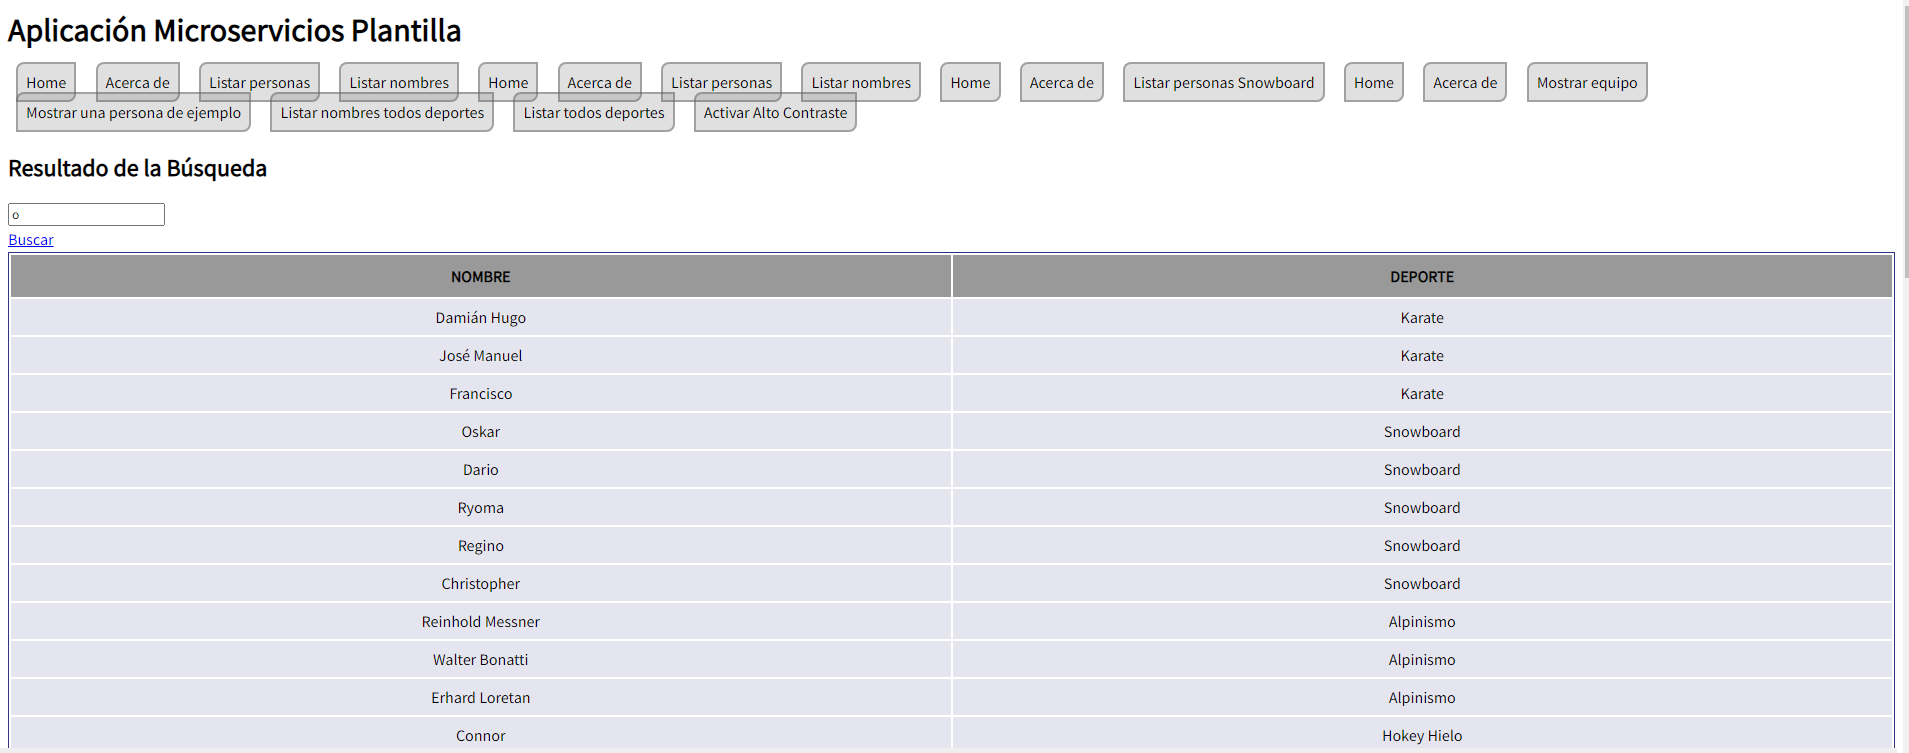 Aplicación Microservicios Plantilla
Home Acerca de Listar personas Listar nombres Home Acerca de Listar personas Listar nombres Home Acerca de Listar personas Snowboard Home Acerca de Mostrar equipo
Mostrar una persona de ejemplo Listar nombres todos deportes Listar todos deportes Activar Alto Contraste
Resultado de la Búsqueda
o
Buscar
NOMBRE DEPORTE
Damián Hugo Karate
José Manuel Karate
Francisco Karate
Oskar Snowboard
Dario Snowboard
Ryoma Snowboard
Regino Snowboard
Christopher Snowboard
Reinhold Messner Alpinismo
Walter Bonatti Alpinismo
Erhard Loretan Alpinismo
Connor Hokey Hielo